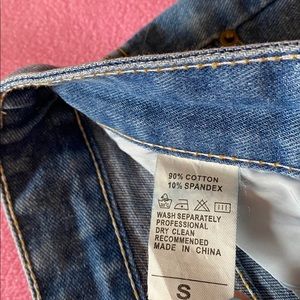 90% COTTON
10% SPANDEX
WASH SEPARATELY
PROFESSIONAL
DRY CLEAN
RECOMMENDED
MADE IN CHINA
S